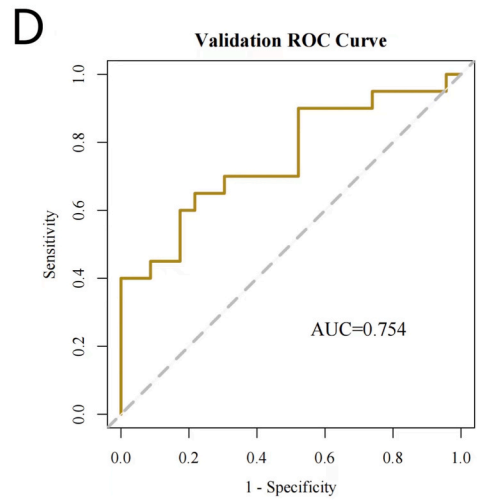 D
Validation ROC Curve
1.0
0.8
0.6
0.4
0.2
0.0
Sensitivity
AUC=0.754
0.0 0.2 0.4 0.6 0.8 1.0
1 - Specificity